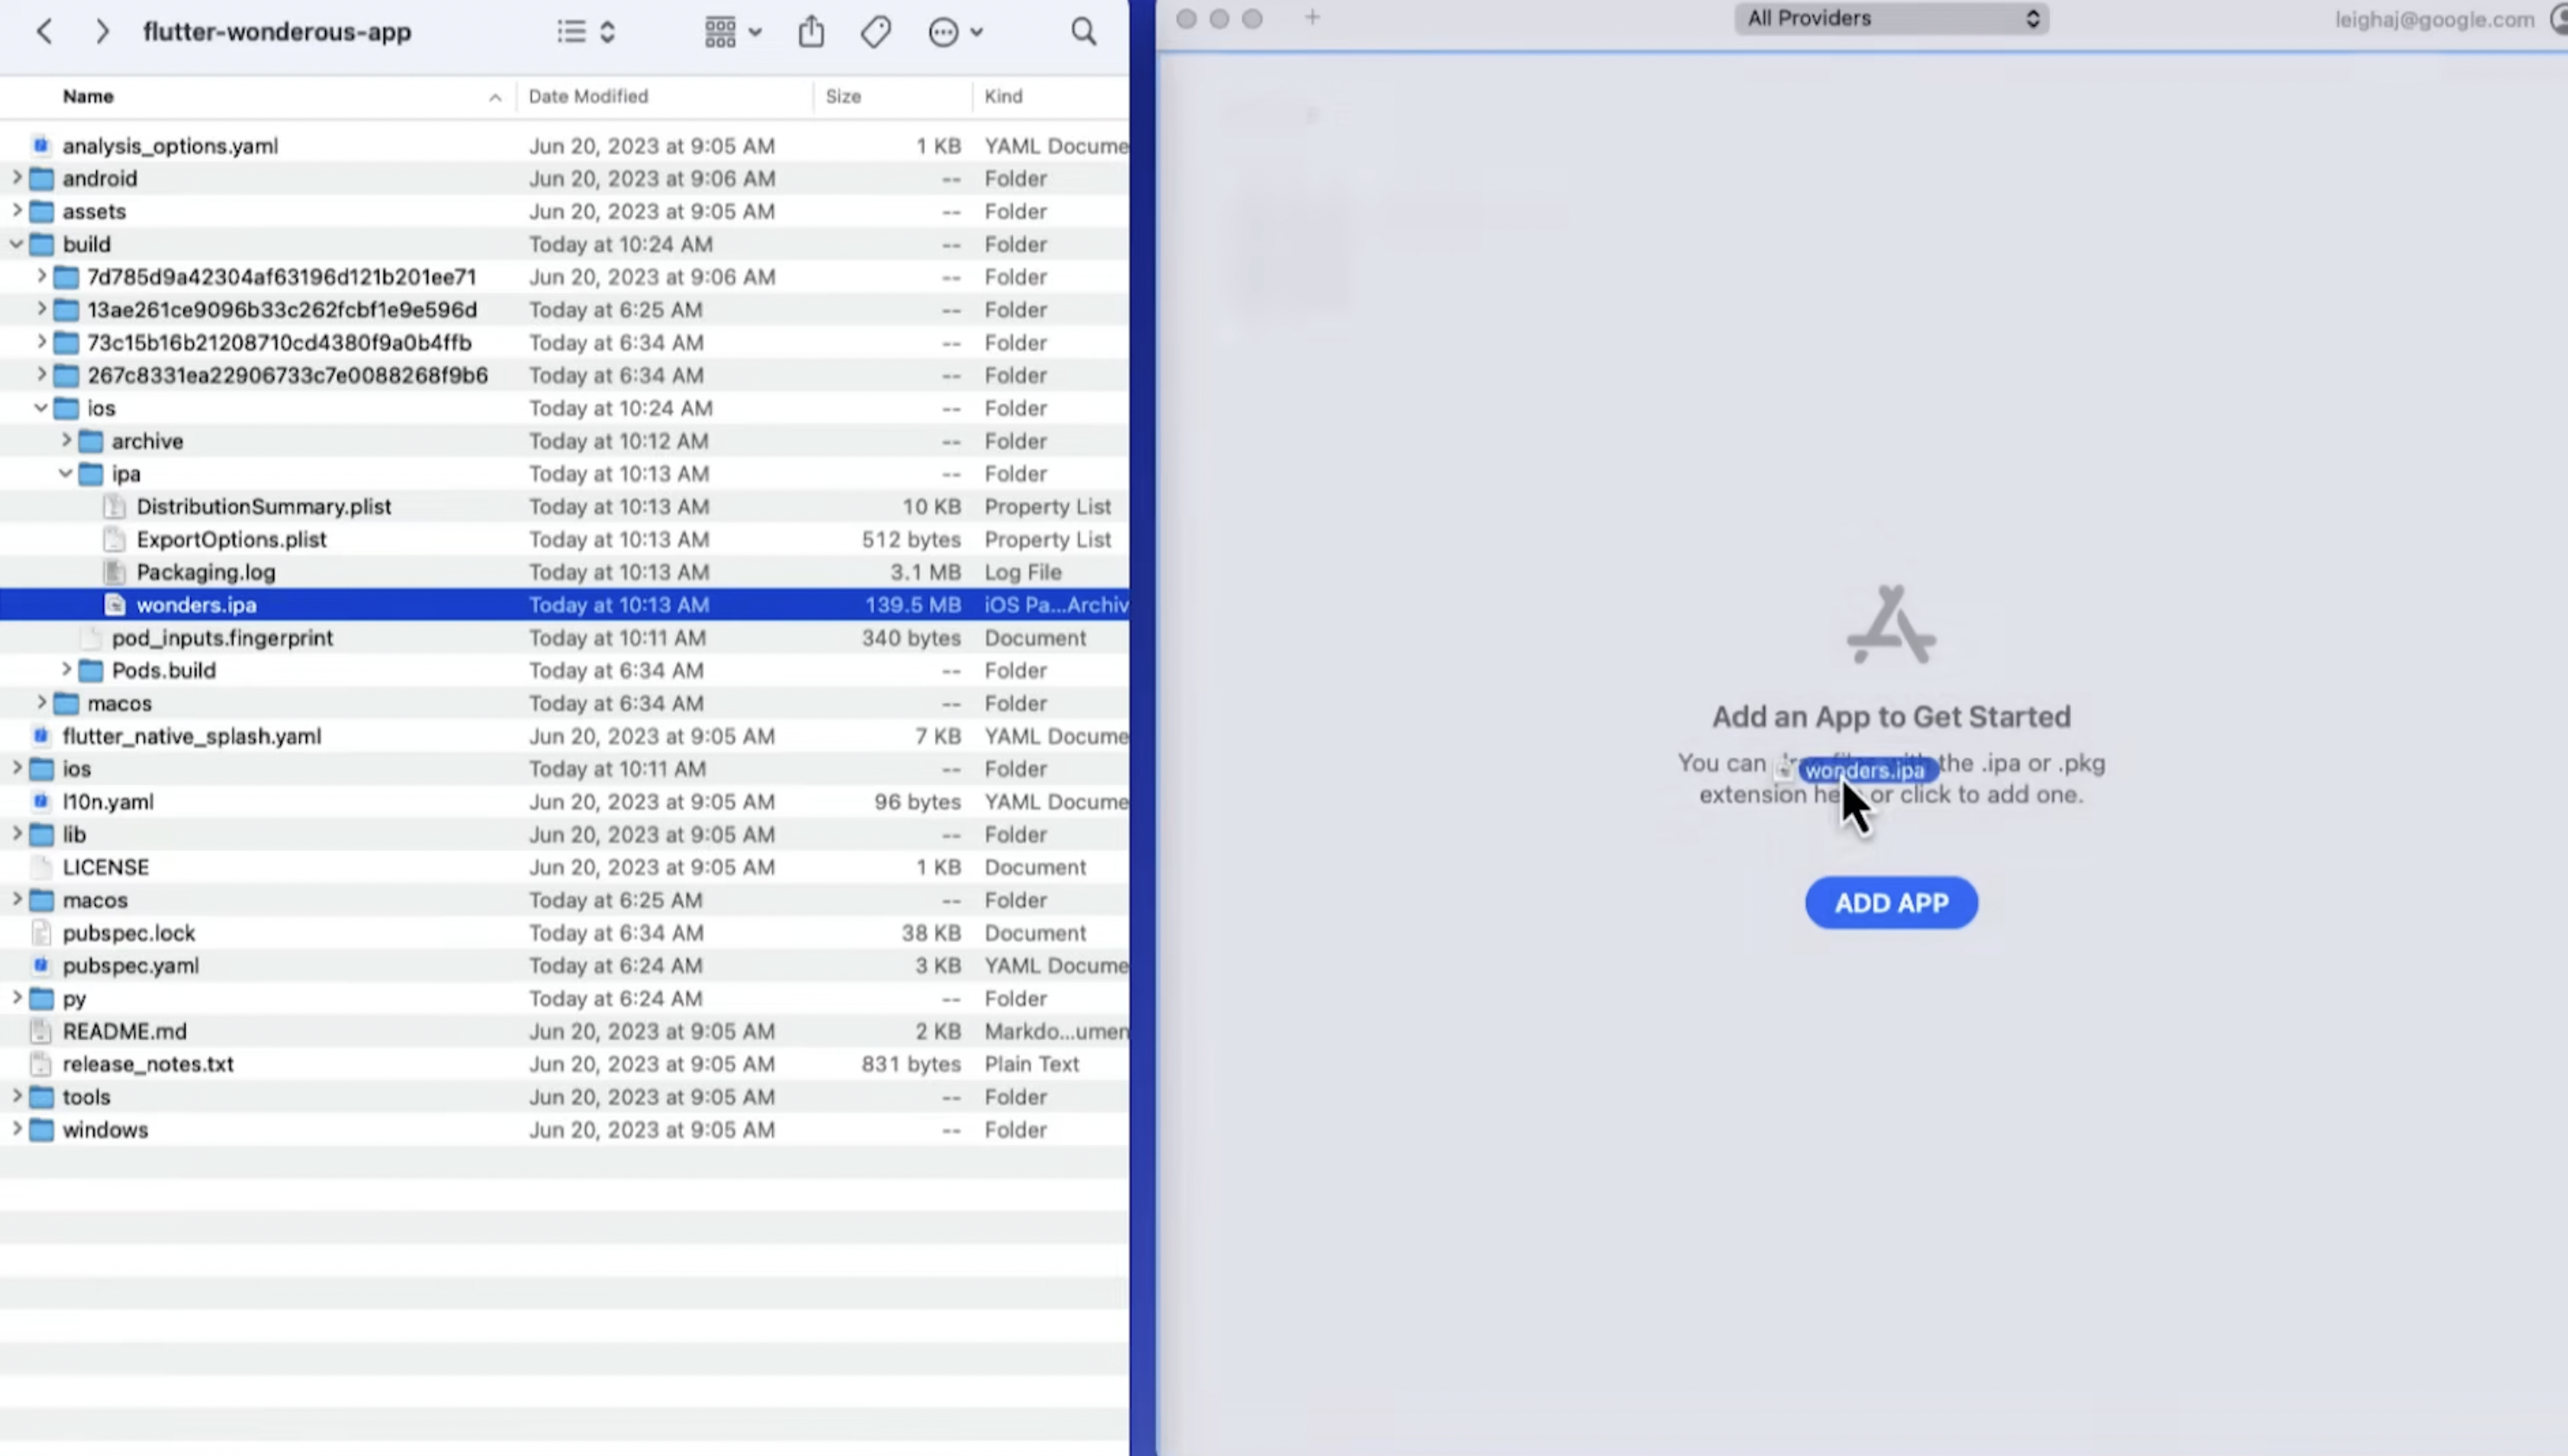 flutter-wonderous-app
Name Date Modified Size Kind
analysis_options.yaml Jun 20, 2023 at 9:05 AM 1 KB YAML Docume
android Jun 20, 2023 at 9:06 AM -- Folder
assets Jun 20, 2023 at 9:05 AM -- Folder
build Today at 10:24 AM -- Folder
7d785d9a42304af63196d121b201ee71 Jun 20, 2023 at 9:06 AM -- Folder
13ae261ce9096b33c262fcbf1e9e596d Today at 6:25 AM -- Folder
73c15b16b21208710cd4380f9a0b4ffb Today at 6:34 AM -- Folder
267c8331ea22906733c7e0088268f9b6 Today at 6:34 AM -- Folder
ios Today at 10:24 AM -- Folder
archive Today at 10:12 AM -- Folder
ipa Today at 10:13 AM -- Folder
DistributionSummary.plist Today at 10:13 AM 10 KB Property List
ExportOptions.plist Today at 10:13 AM 512 bytes Property List
Packaging.log Today at 10:13 AM 3.1 MB Log File
wonders.ipa Today at 10:13 AM 139.5 MB iOS Pa...Archiv
pod_inputs.fingerprint Today at 10:11 AM 340 bytes Document
Pods.build Today at 6:34 AM -- Folder
macos Today at 6:34 AM -- Folder
flutter_native_splash.yaml Jun 20, 2023 at 9:05 AM 7 KB YAML Docume
ios Today at 10:11 AM -- Folder
l10n.yaml Jun 20, 2023 at 9:05 AM 96 bytes YAML Docume
lib Jun 20, 2023 at 9:05 AM -- Folder
LICENSE Jun 20, 2023 at 9:05 AM 1 KB Document
macos Today at 6:25 AM -- Folder
pubspec.lock Today at 6:34 AM 38 KB Document
pubspec.yaml Today at 6:24 AM 3 KB YAML Docume
py Today at 6:24 AM -- Folder
README.md Jun 20, 2023 at 9:05 AM 2 KB Markdo...umen
release_notes.txt Jun 20, 2023 at 9:05 AM 831 bytes Plain Text
tools Jun 20, 2023 at 9:05 AM -- Folder
windows Jun 20, 2023 at 9:05 AM -- Folder
All Providers
leighaj@google.com
Add an App to Get Started
You can the .ipa or .pkg
wonders.ipa
extension or click to add one.
ADD APP